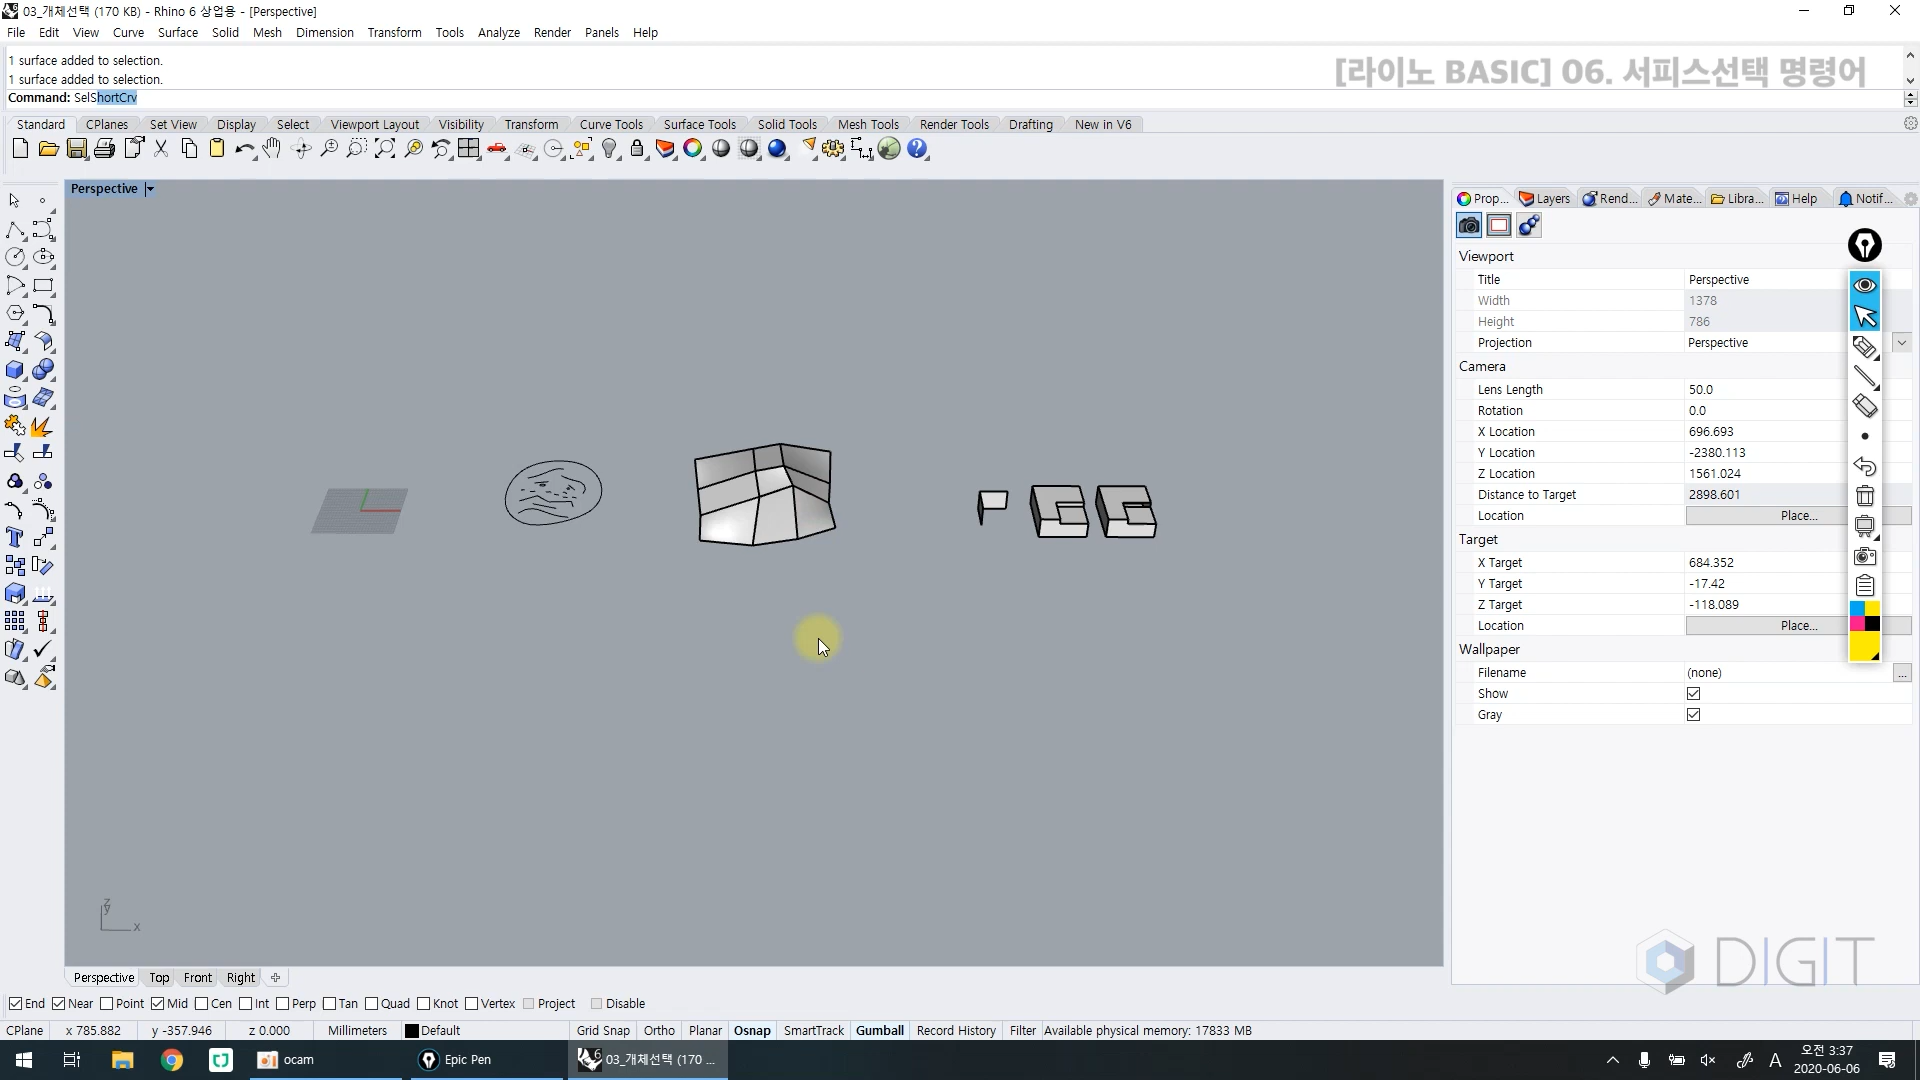 03_개체선택 (170 KB) - Rhino 6 상업용 - [Perspective]
File Edit View Curve Surface Solid Mesh Dimension Transform Tools Analyze Render Panels Help
1 surface added to selection.
1 surface added to selection.
Command: SelShortCrv
[라이노 BASIC] 06. 서피스선택 명령어
Standard CPlanes Set View Display Select Viewport Layout Visibility Transform Curve Tools Surface Tools Solid Tools Mesh Tools Render Tools Drafting New in V6
Perspective
Prop... Layers Rend... Mate... Libra... Help Notif...
Viewport
Title Perspective
Width 1378
Height 786
Projection Perspective
Camera
Lens Length 50.0
Rotation 0.0
X Location 696.693
Y Location -2380.113
Z Location 1561.024
Distance to Target 2898.601
Location Place...
Target
X Target 684.352
Y Target -17.42
Z Target -118.089
Location Place...
Wallpaper
Filename (none) ...
Show
Gray
z
y
x
DIGIT
Perspective Top Front Right
End Near Point Mid Cen Int Perp Tan Quad Knot Vertex Project Disable
CPlane x 785.882 y -357.946 z 0.000 Millimeters Default Grid Snap Ortho Planar Osnap SmartTrack Gumball Record History Filter Available physical memory: 17833 MB
ocam Epic Pen 03_개체선택 (170 ... A 오전 3:37
2020-06-06